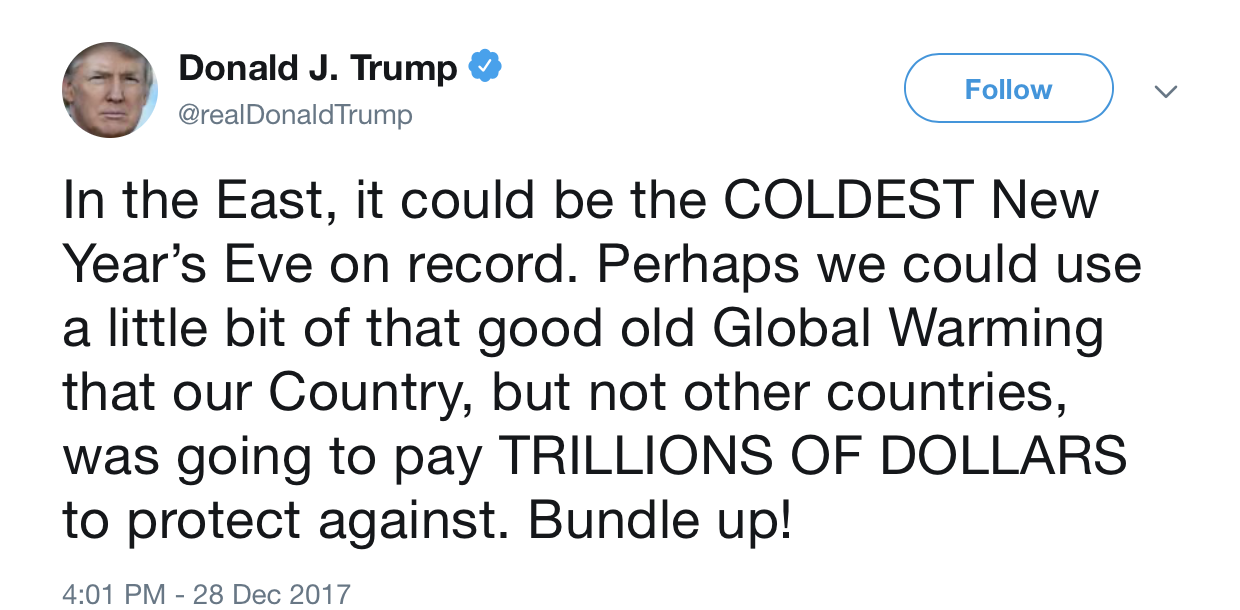 Donald J. Trump
@realDonaldTrump
Follow
In the East, it could be the COLDEST New
Year’s Eve on record. Perhaps we could use
a little bit of that good old Global Warming
that our Country, but not other countries,
was going to pay TRILLIONS OF DOLLARS
to protect against. Bundle up!
4:01 PM - 28 Dec 2017